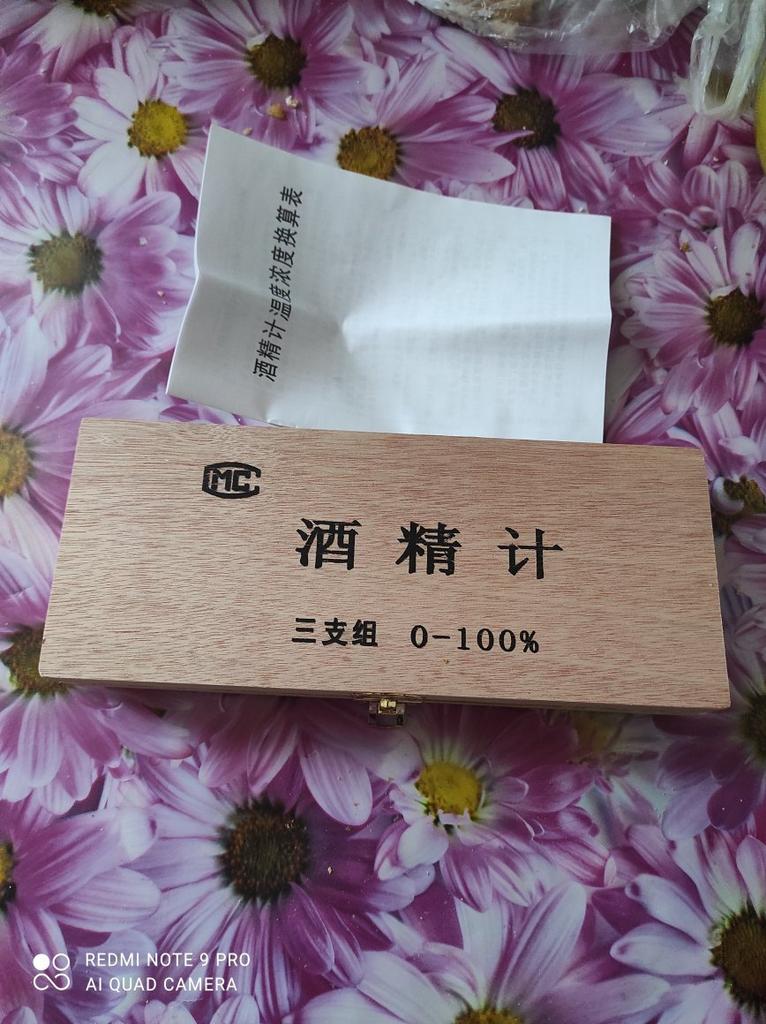 酒精计温度浓度换算表
MC
酒精计
三支组 0-100%
REDMI NOTE 9 PRO
AI QUAD CAMERA